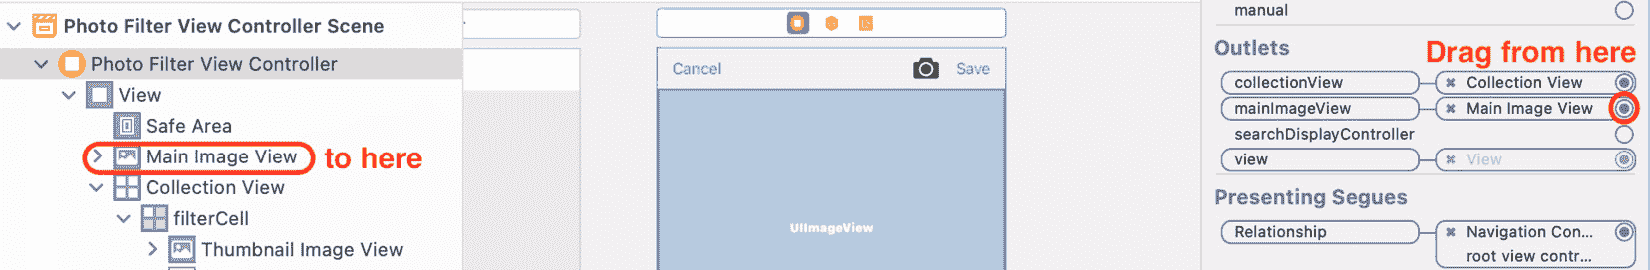 Photo Filter View Controller Scene
Photo Filter View Controller
View
Safe Area
Main Image View
to here
Collection View
filterCell
Thumbnail Image View
Cancel
Save
UIImageView
manual
Outlets
Drag from here
collectionView
Collection View
mainImageView
Main Image View
searchDisplayController
view
View
Presenting Segues
Relationship
Navigation Con...
root view contr...